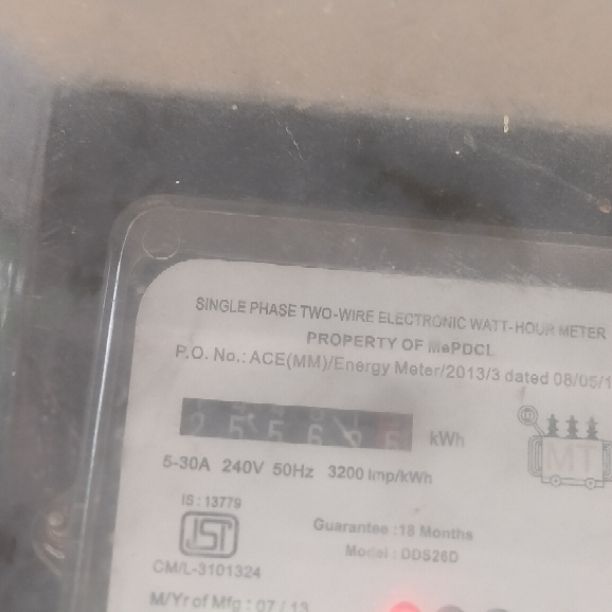 SINGLE PHASE TWO-WIRE ELECTRONIC WATT-HOUR METER
PROPERTY OF MePDCL
P.O. No.: ACE(MM)/Energy Meter/2013/3 dated 08/05/1
kWh
5-30A 240V 50Hz 3200 Imp/kWh
MT
IS : 13779
ISI
Guarantee : 18 Months
Model : DDS26D
CM/L-3101324
M/Yr of Mfg : 07 / 13